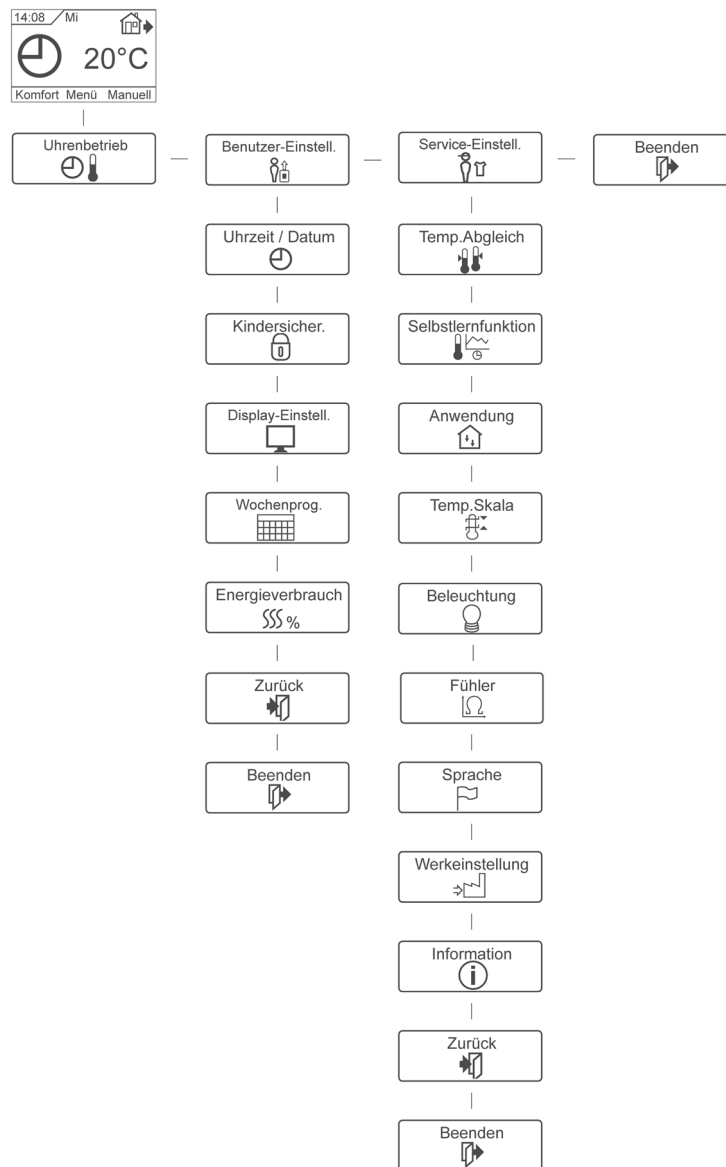 14:08 Mi
20°C
Komfort Menü Manuell
Uhrenbetrieb
Benutzer-Einstell.
Service-Einstell.
Beenden
Uhrzeit / Datum
Kindersicher.
Display-Einstell.
Wochenprog.
Energieverbrauch
%
Zurück
Beenden
Temp.Abgleich
Selbstlernfunktion
Anwendung
Temp.Skala
Beleuchtung
Fühler
Ω
Sprache
Werkeinstellung
Information
i
Zurück
Beenden